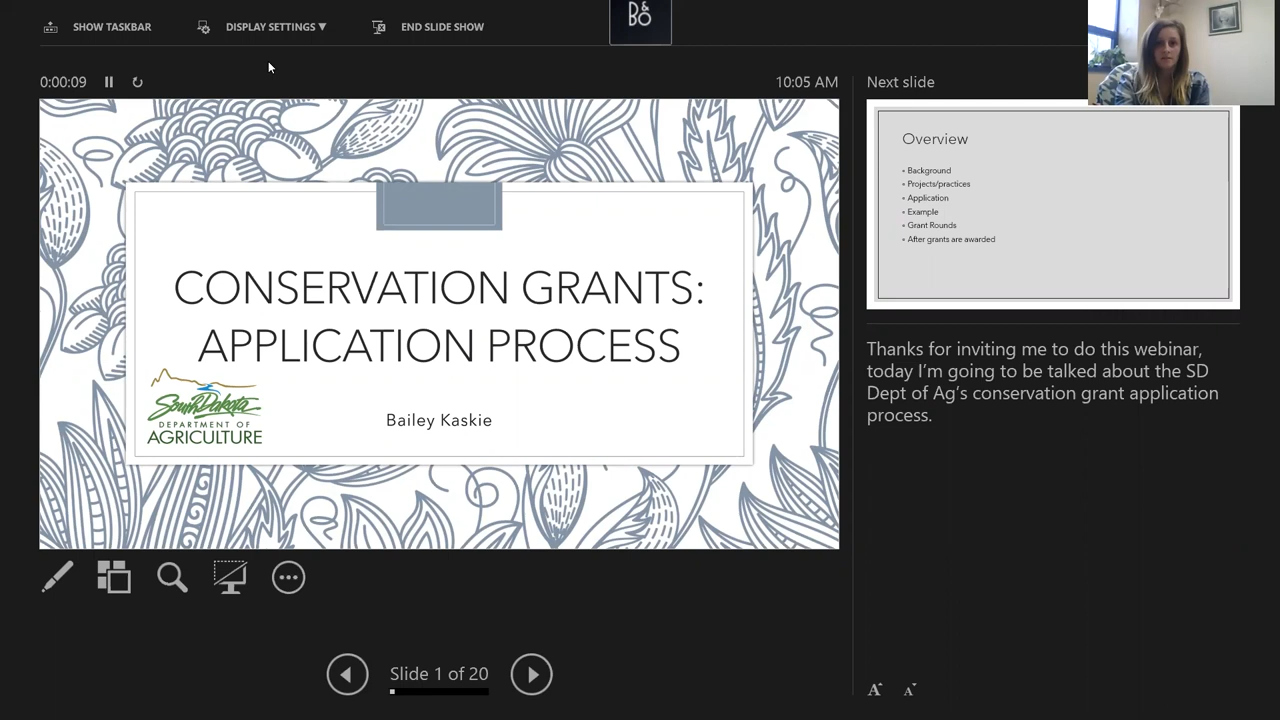 SHOW TASKBAR
DISPLAY SETTINGS ▼
END SLIDE SHOW
B&O
0:00:09
10:05 AM
Next slide
CONSERVATION GRANTS:
APPLICATION PROCESS
South Dakota
DEPARTMENT OF
AGRICULTURE
Bailey Kaskie
Overview
▪ Background
▪ Projects/practices
▪ Application
▪ Example
▪ Grant Rounds
▪ After grants are awarded
Thanks for inviting me to do this webinar,
today I'm going to be talked about the SD
Dept of Ag's conservation grant application
process.
Slide 1 of 20
A A